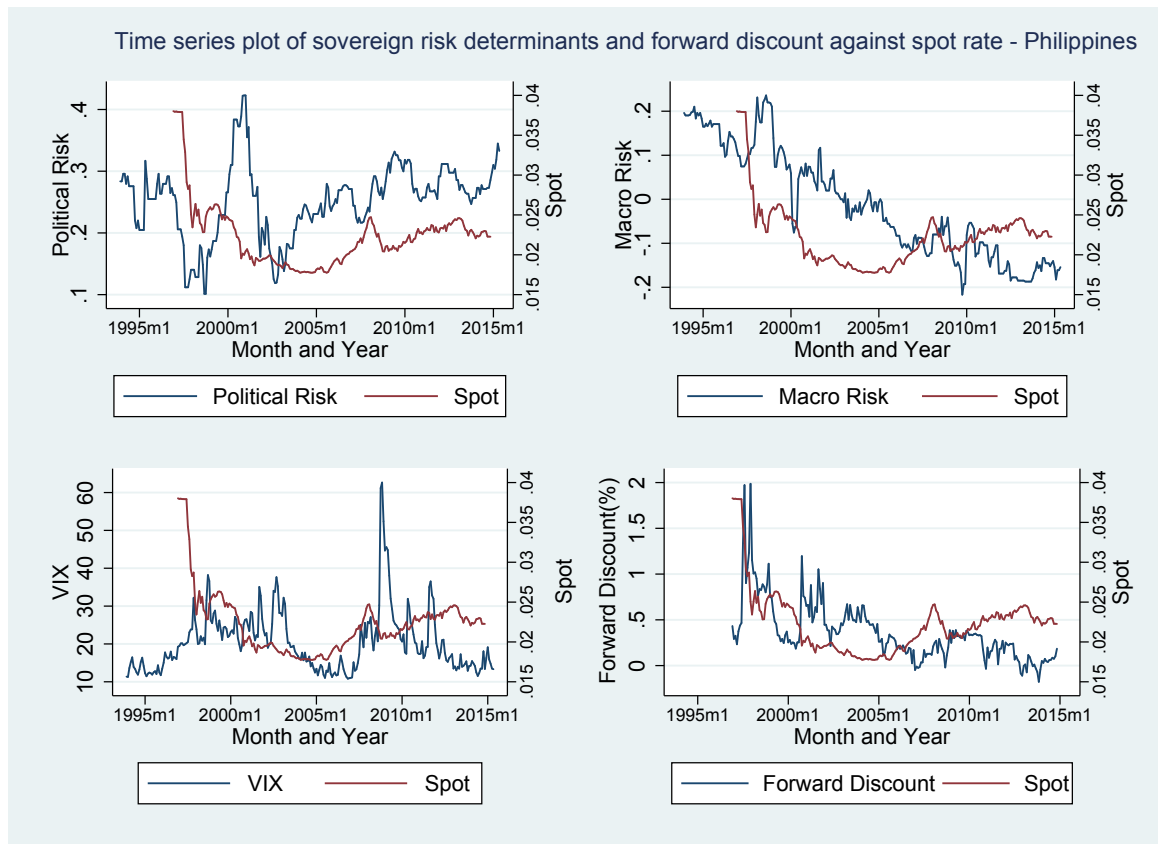 Time series plot of sovereign risk determinants and forward discount against spot rate - Philippines
Political Risk
.1 .2 .3 .4
.015 .02 .025 .03 .035 .04
Spot
1995m1 2000m1 2005m1 2010m1 2015m1
Month and Year
Political Risk Spot
Macro Risk
-.2 -.1 0 .1 .2
.015 .02 .025 .03 .035 .04
Spot
1995m1 2000m1 2005m1 2010m1 2015m1
Month and Year
Macro Risk Spot
VIX
10 20 30 40 50 60
.015 .02 .025 .03 .035 .04
Spot
1995m1 2000m1 2005m1 2010m1 2015m1
Month and Year
VIX Spot
Forward Discount(%)
0 .5 1 1.5 2
.015 .02 .025 .03 .035 .04
Spot
1995m1 2000m1 2005m1 2010m1 2015m1
Month and Year
Forward Discount Spot